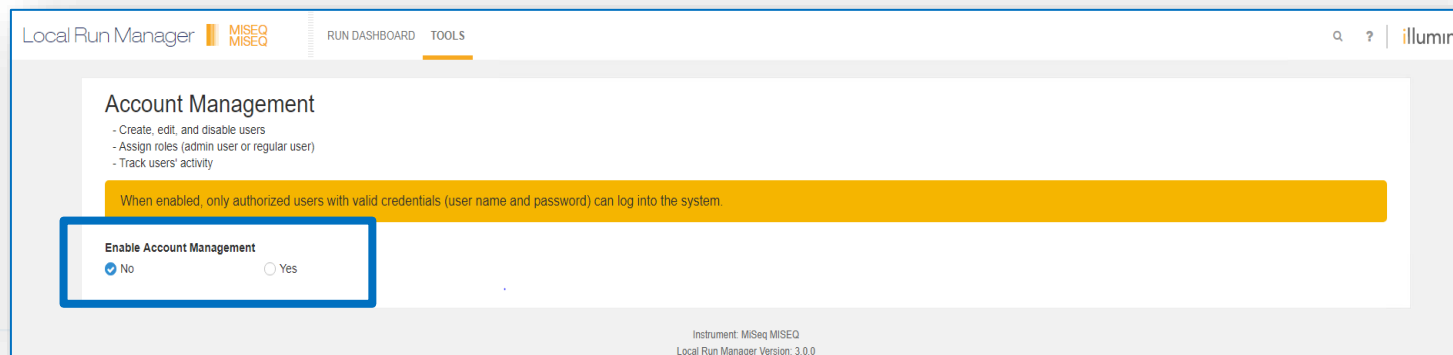 Local Run Manager MISEQ MISEQ RUN DASHBOARD TOOLS ? illumin
Account Management
- Create, edit, and disable users
- Assign roles (admin user or regular user)
- Track users' activity
When enabled, only authorized users with valid credentials (user name and password) can log into the system.
Enable Account Management
No Yes
Instrument: MiSeq MISEQ
Local Run Manager Version: 3.0.0